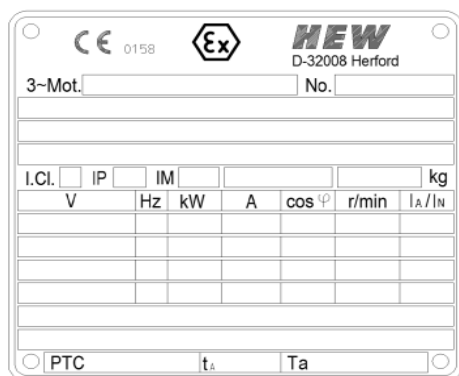 CE 0158 Ex HEW
D-32008 Herford
3~Mot. No.
I.Cl. IP IM kg
V Hz kW A cos φ r/min IA/IN
PTC tA Ta